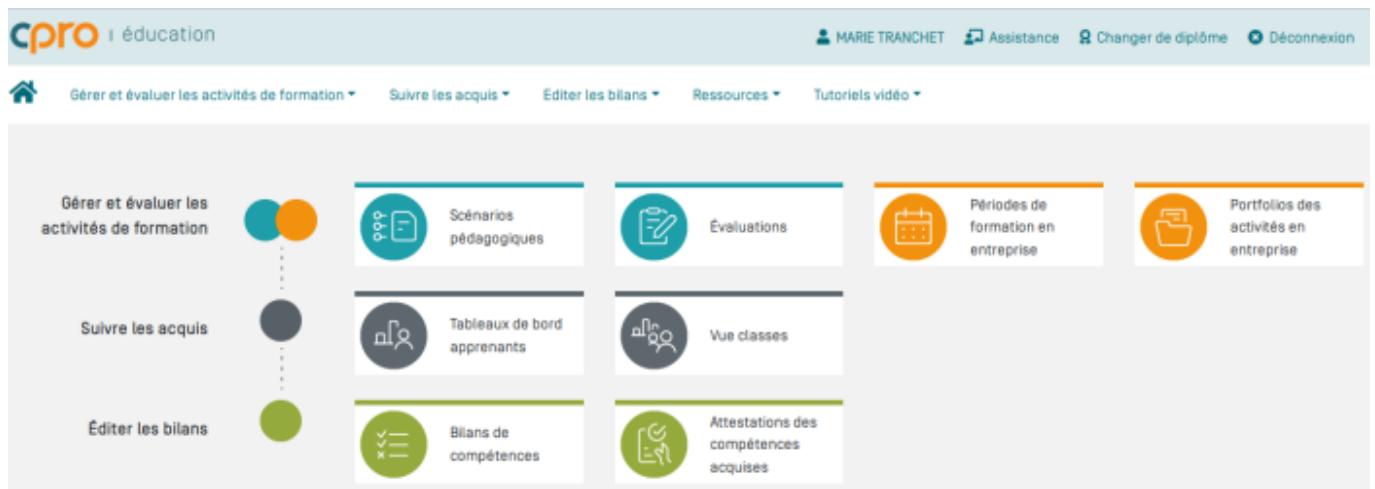 cpro | éducation
MARIE TRANCHET Assistance Changer de diplôme Déconnexion
Gérer et évaluer les activités de formation Suivre les acquis Editer les bilans Ressources Tutoriels vidéo
Gérer et évaluer les
activités de formation
Scénarios
pédagogiques
Évaluations
Périodes de
formation en
entreprise
Portfolios des
activités en
entreprise
Suivre les acquis
Tableaux de bord
apprenants
Vue classes
Éditer les bilans
Bilans de
compétences
Attestations des
compétences
acquises